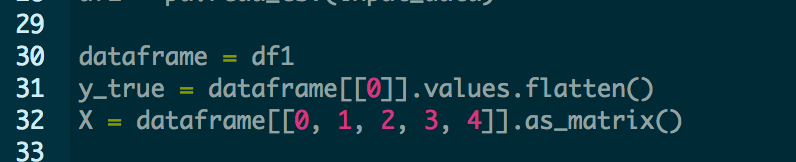 29
30 dataframe = df1
31 y_true = dataframe[[0]].values.flatten()
32 X = dataframe[[0, 1, 2, 3, 4]].as_matrix()
33